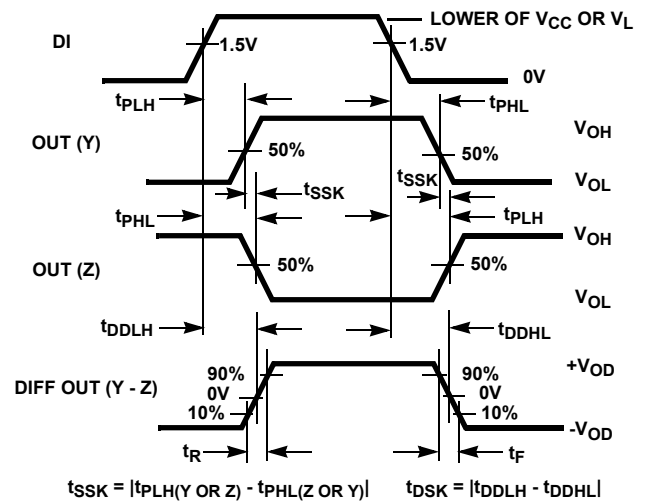 LOWER OF VCC OR VL
DI
1.5V
1.5V
0V
tPLH
tPHL
OUT (Y)
VOH
50%
50%
tSSK
tSSK
VOL
tPHL
tPLH
VOH
OUT (Z)
50%
50%
VOL
tDDLH
tDDHL
+VOD
90%
90%
DIFF OUT (Y - Z)
0V
0V
10%
10%
-VOD
tR
tF
tSSK = |tPLH(Y OR Z) - tPHL(Z OR Y)|
tDSK = |tDDLH - tDDHL|